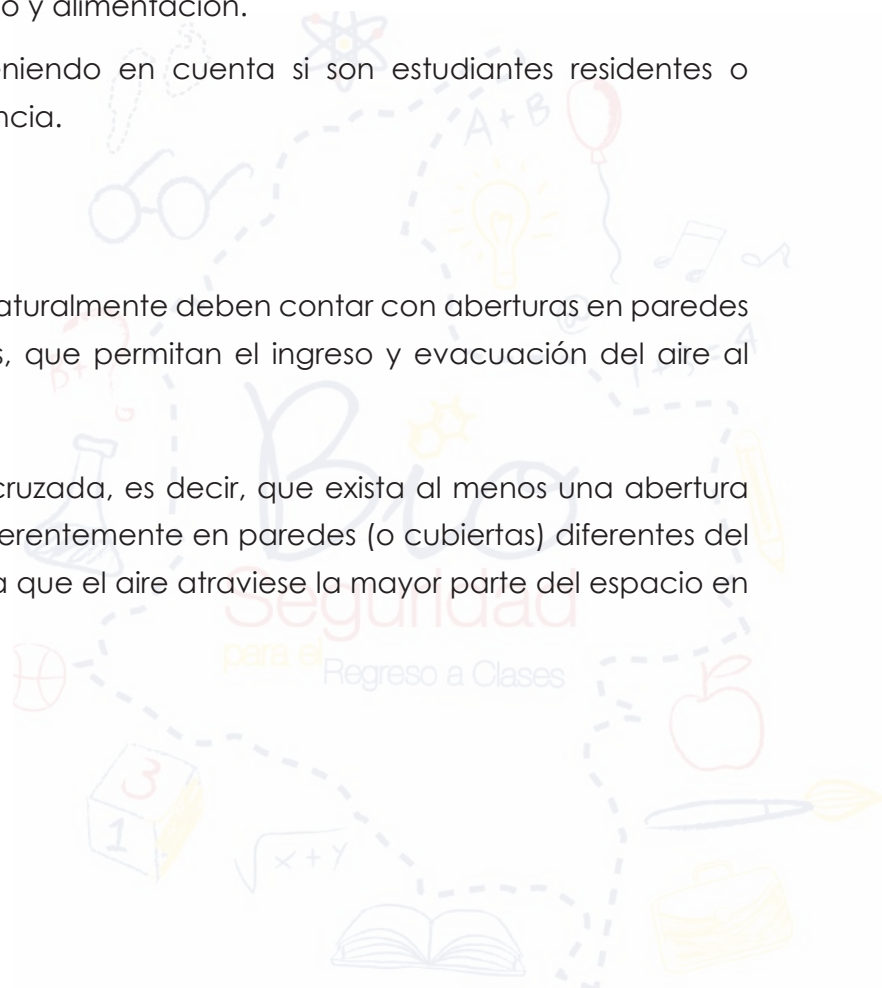 o y alimentación.
eniendo en cuenta si son estudiantes residentes o
ncia.
A + B
aturalmente deben contar con aberturas en paredes
s, que permitan el ingreso y evacuación del aire al
B+
Bio
cruzada, es decir, que exista al menos una abertura
erentemente en paredes (o cubiertas) diferentes del
a que el aire atraviese la mayor parte del espacio en
Seguridad
para el
Regreso a Clases
3
1
√x + y